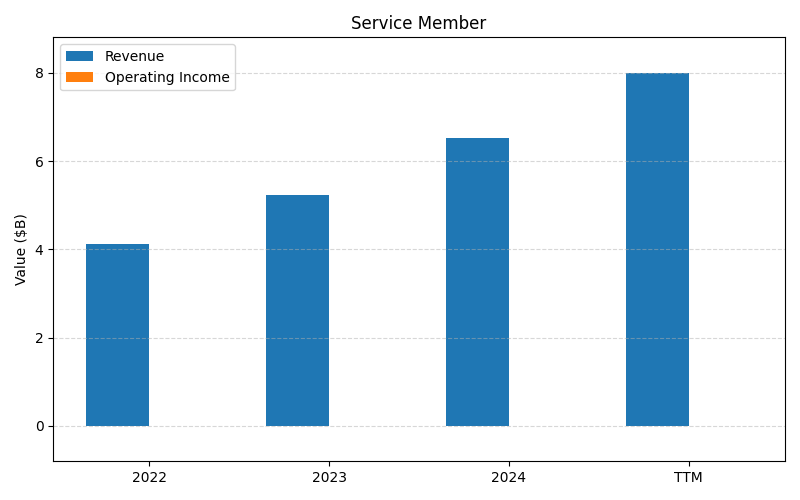 Service Member
Revenue
Operating Income
Value ($B)
8
6
4
2
0
2022
2023
2024
TTM